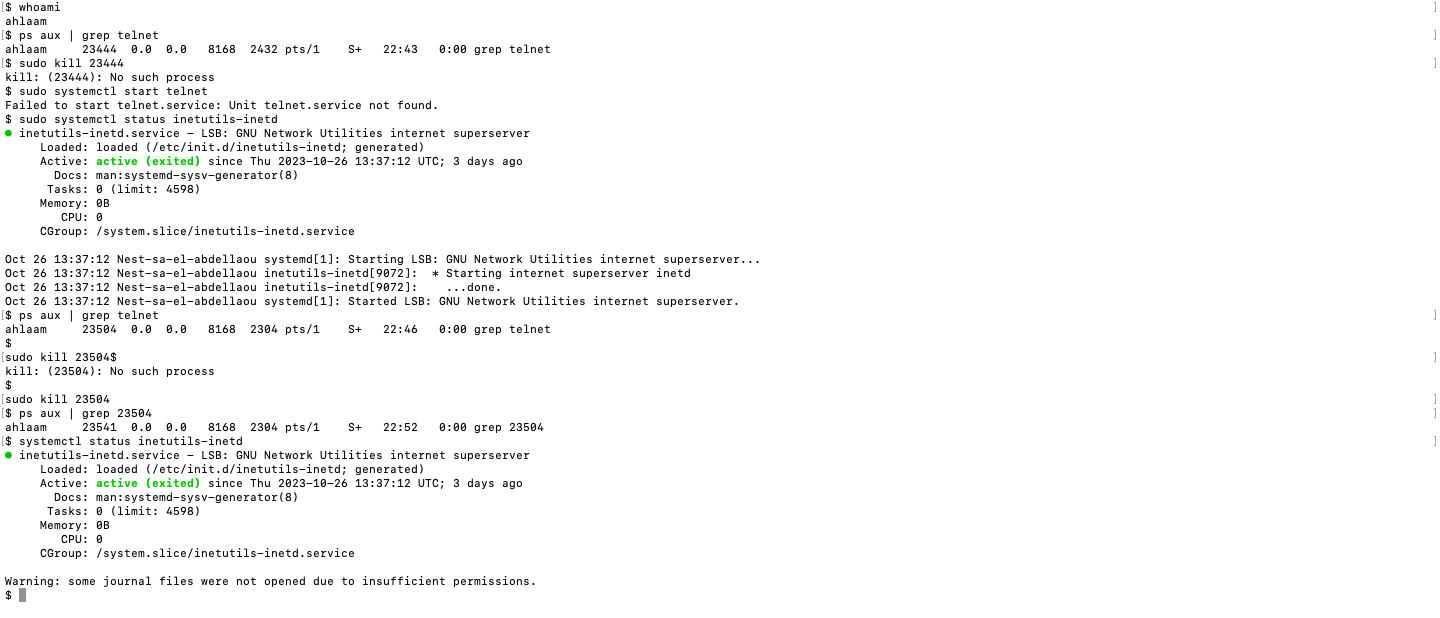 [$ whoami ]
ahlaam
[$ ps aux | grep telnet ]
ahlaam     23444  0.0  0.0   8168  2432 pts/1    S+   22:43   0:00 grep telnet
[$ sudo kill 23444 ]
kill: (23444): No such process
$ sudo systemctl start telnet
Failed to start telnet.service: Unit telnet.service not found.
$ sudo systemctl status inetutils-inetd
● inetutils-inetd.service - LSB: GNU Network Utilities internet superserver
     Loaded: loaded (/etc/init.d/inetutils-inetd; generated)
     Active: active (exited) since Thu 2023-10-26 13:37:12 UTC; 3 days ago
       Docs: man:systemd-sysv-generator(8)
      Tasks: 0 (limit: 4598)
     Memory: 0B
        CPU: 0
     CGroup: /system.slice/inetutils-inetd.service

Oct 26 13:37:12 Nest-sa-el-abdellaou systemd[1]: Starting LSB: GNU Network Utilities internet superserver...
Oct 26 13:37:12 Nest-sa-el-abdellaou inetutils-inetd[9072]:  * Starting internet superserver inetd
Oct 26 13:37:12 Nest-sa-el-abdellaou inetutils-inetd[9072]:    ...done.
Oct 26 13:37:12 Nest-sa-el-abdellaou systemd[1]: Started LSB: GNU Network Utilities internet superserver.
[$ ps aux | grep telnet ]
ahlaam     23504  0.0  0.0   8168  2304 pts/1    S+   22:46   0:00 grep telnet
$
[sudo kill 23504$ ]
kill: (23504): No such process
$
[sudo kill 23504 ]
[$ ps aux | grep 23504 ]
ahlaam     23541  0.0  0.0   8168  2304 pts/1    S+   22:52   0:00 grep 23504
[$ systemctl status inetutils-inetd ]
● inetutils-inetd.service - LSB: GNU Network Utilities internet superserver
     Loaded: loaded (/etc/init.d/inetutils-inetd; generated)
     Active: active (exited) since Thu 2023-10-26 13:37:12 UTC; 3 days ago
       Docs: man:systemd-sysv-generator(8)
      Tasks: 0 (limit: 4598)
     Memory: 0B
        CPU: 0
     CGroup: /system.slice/inetutils-inetd.service

Warning: some journal files were not opened due to insufficient permissions.
$